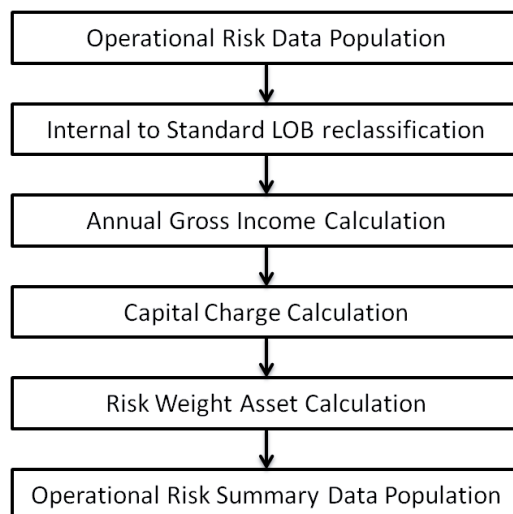 Operational Risk Data Population
Internal to Standard LOB reclassification
Annual Gross Income Calculation
Capital Charge Calculation
Risk Weight Asset Calculation
Operational Risk Summary Data Population